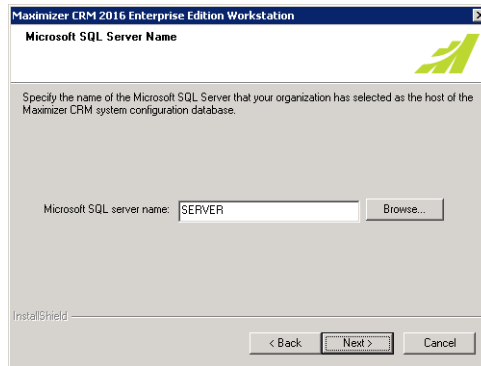 Maximizer CRM 2016 Enterprise Edition Workstation
Microsoft SQL Server Name
Specify the name of the Microsoft SQL Server that your organization has selected as the host of the
Maximizer CRM system configuration database.
Microsoft SQL server name: SERVER Browse...
InstallShield
< Back Next > Cancel